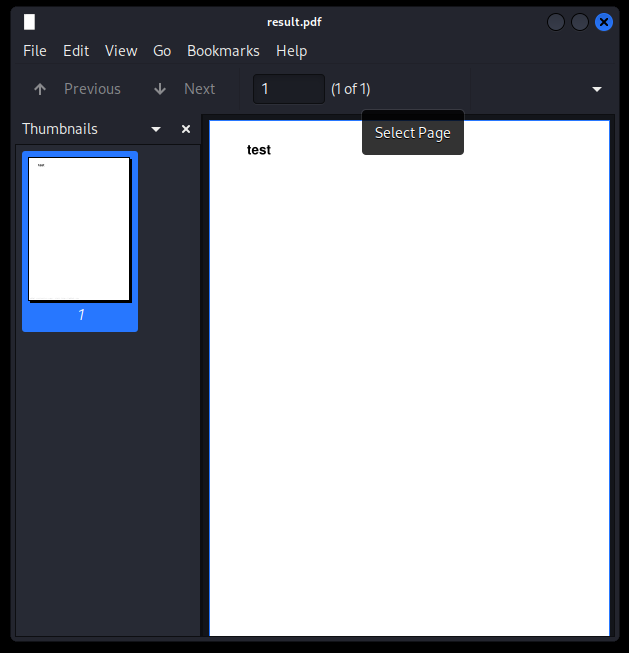 result.pdf
File Edit View Go Bookmarks Help
Previous Next 1 (1 of 1)
Select Page
Thumbnails
test
test
1